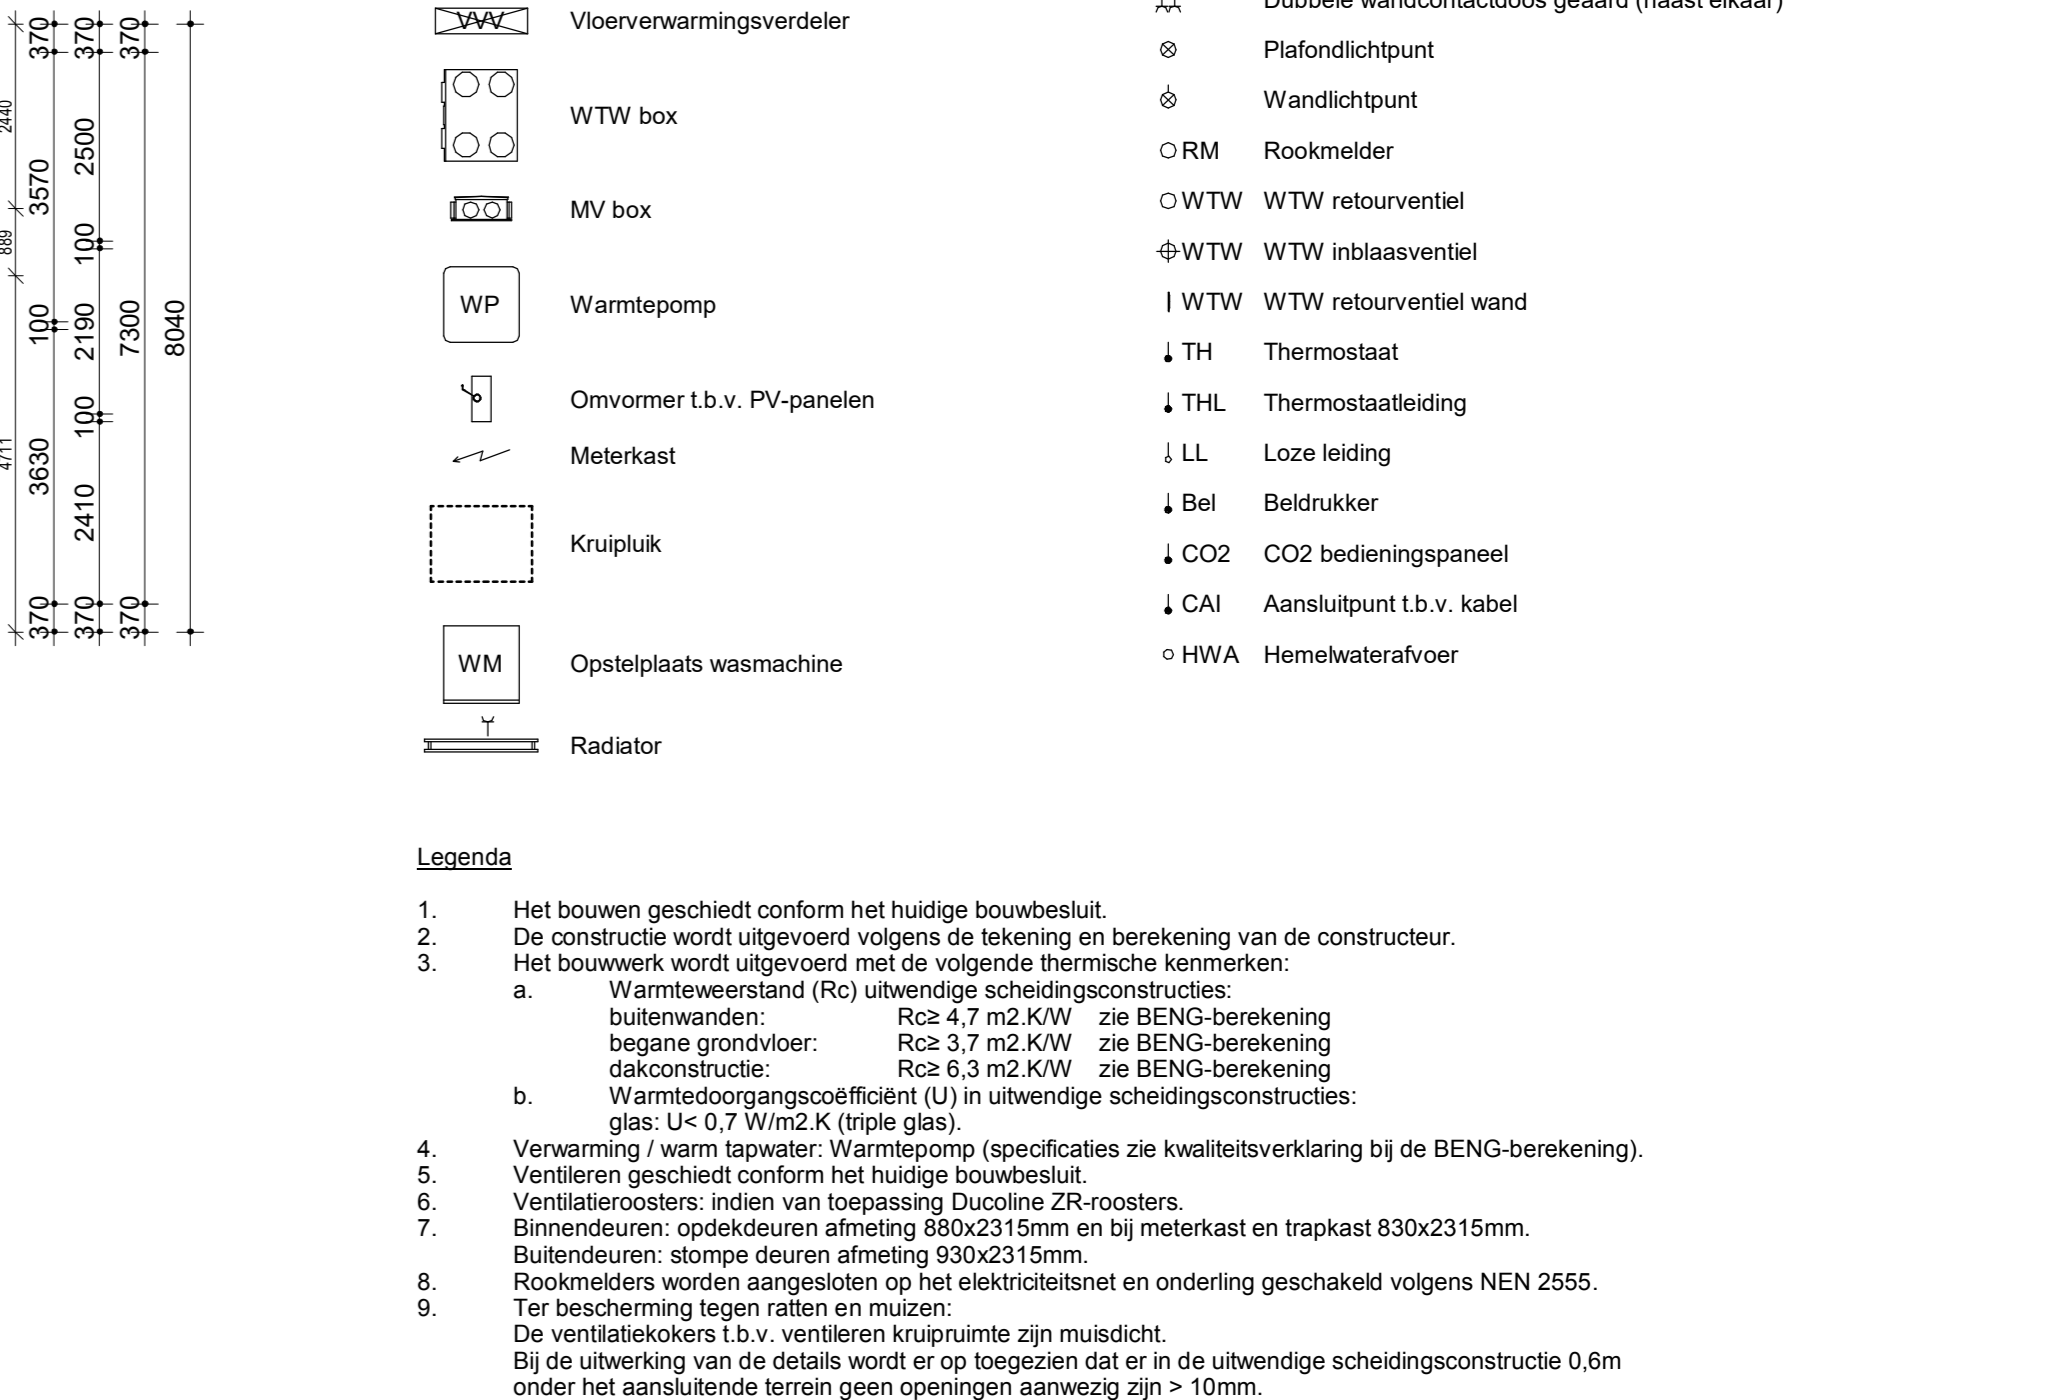 370
3570
100
3630
370
370
2500
100
2190
100
2410
370
370
7300
370
8040
2440
889
4711
VVV Vloerverwarmingsverdeler
WTW box
MV box
WP Warmtepomp
Omvormer t.b.v. PV-panelen
Meterkast
Kruipluik
WM Opstelplaats wasmachine
Radiator
Dubbele wandcontactdoos geaard (naast elkaar)
Plafondlichtpunt
Wandlichtpunt
RM Rookmelder
WTW WTW retourventiel
WTW WTW inblaasventiel
WTW WTW retourventiel wand
TH Thermostaat
THL Thermostaatleiding
LL Loze leiding
Bel Beldrukker
CO2 CO2 bedieningspaneel
CAI Aansluitpunt t.b.v. kabel
HWA Hemelwaterafvoer
Legenda
1. Het bouwen geschiedt conform het huidige bouwbesluit.
2. De constructie wordt uitgevoerd volgens de tekening en berekening van de constructeur.
3. Het bouwwerk wordt uitgevoerd met de volgende thermische kenmerken:
a. Warmteweerstand (Rc) uitwendige scheidingsconstructies:
buitenwanden: Rc≥ 4,7 m2.K/W zie BENG-berekening
begane grondvloer: Rc≥ 3,7 m2.K/W zie BENG-berekening
dakconstructie: Rc≥ 6,3 m2.K/W zie BENG-berekening
b. Warmtedoorgangscoëfficiënt (U) in uitwendige scheidingsconstructies:
glas: U< 0,7 W/m2.K (triple glas).
4. Verwarming / warm tapwater: Warmtepomp (specificaties zie kwaliteitsverklaring bij de BENG-berekening).
5. Ventileren geschiedt conform het huidige bouwbesluit.
6. Ventilatieroosters: indien van toepassing Ducoline ZR-roosters.
7. Binnendeuren: opdekdeuren afmeting 880x2315mm en bij meterkast en trapkast 830x2315mm.
Buitendeuren: stompe deuren afmeting 930x2315mm.
8. Rookmelders worden aangesloten op het elektriciteitsnet en onderling geschakeld volgens NEN 2555.
9. Ter bescherming tegen ratten en muizen:
De ventilatiekokers t.b.v. ventileren kruipruimte zijn muisdicht.
Bij de uitwerking van de details wordt er op toegezien dat er in de uitwendige scheidingsconstructie 0,6m
onder het aansluitende terrein geen openingen aanwezig zijn > 10mm.